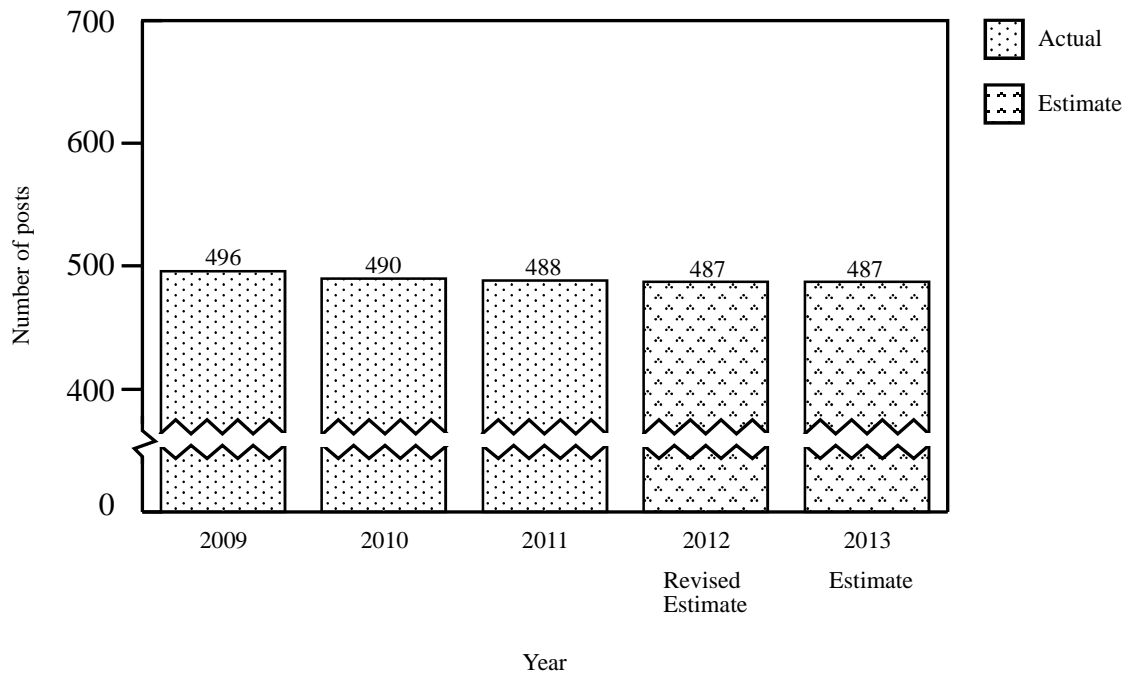 700
600
500
400
0
Number of posts
496
490
488
487
487
2009
2010
2011
2012
2013
Revised
Estimate
Estimate
Year
Actual
Estimate